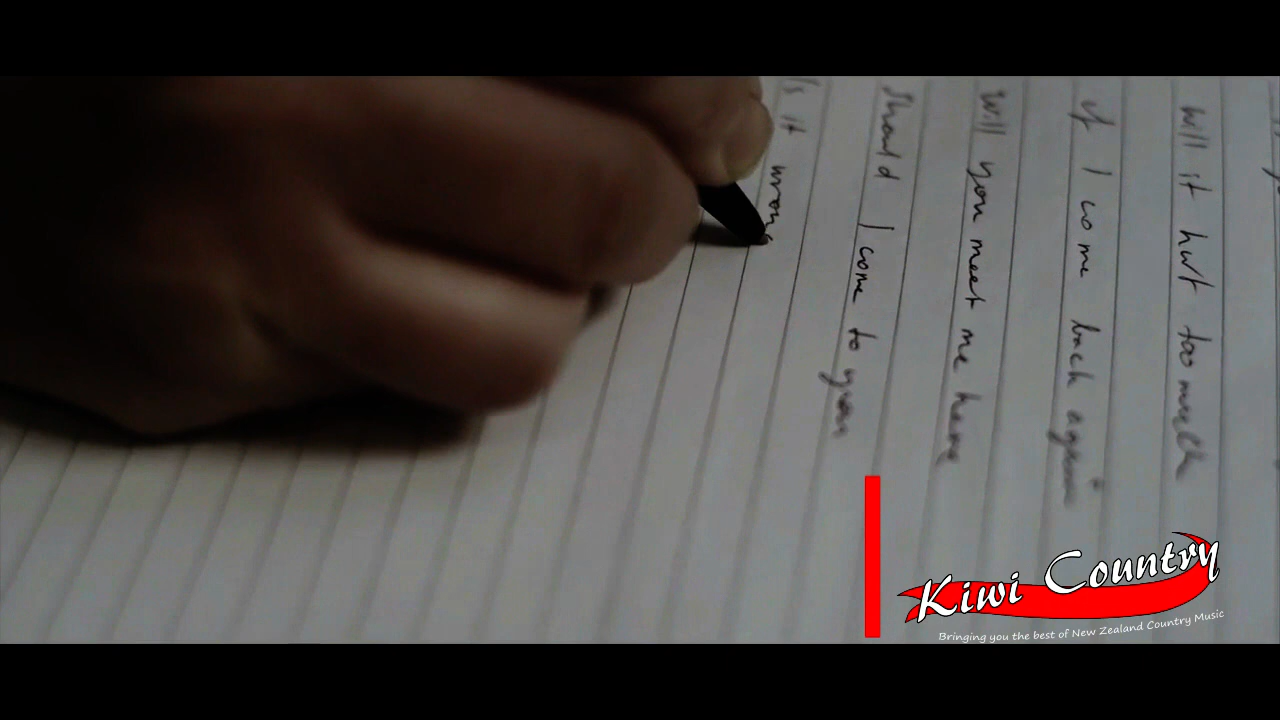 Will it hurt too much
if I come back again
Will you meet me here
Should I come to you
Is it wrong
Kiwi Country
Bringing you the best of New Zealand Country Music